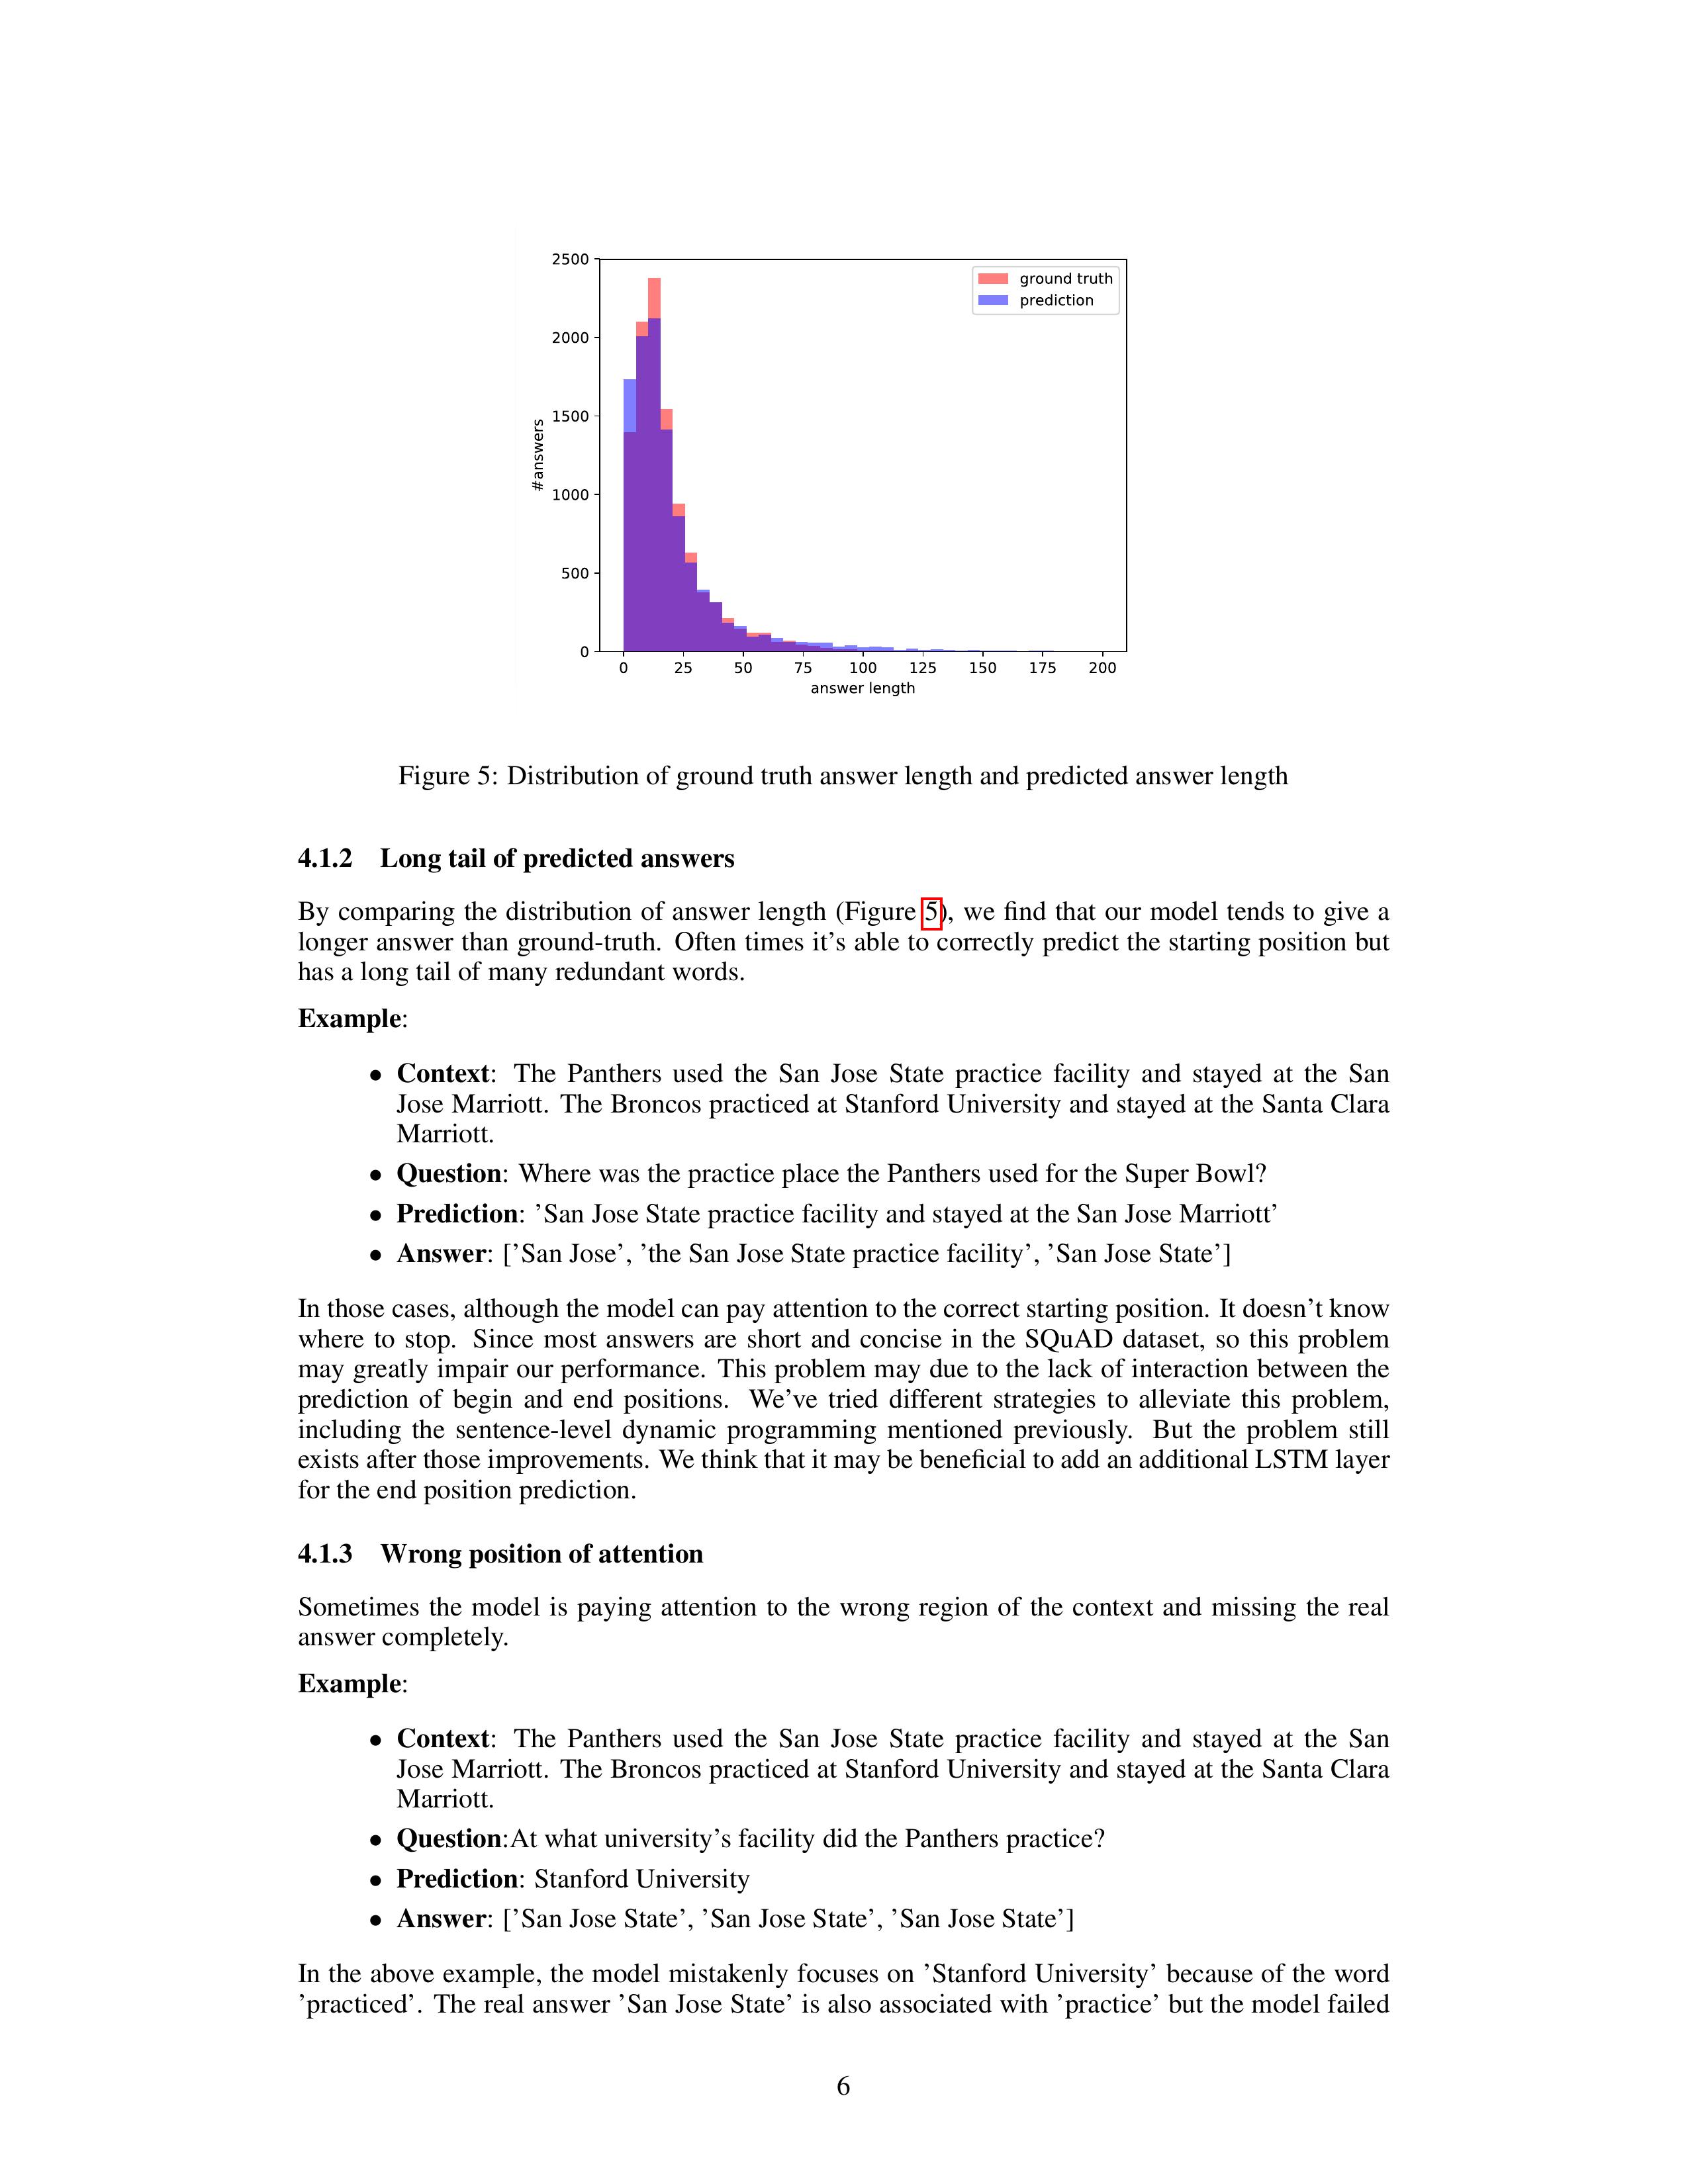 2500
2000
1500
1000
500
0
#answers
ground truth
prediction
0 25 50 75 100 125 150 175 200
answer length
Figure 5: Distribution of ground truth answer length and predicted answer length
4.1.2 Long tail of predicted answers
By comparing the distribution of answer length (Figure 5), we find that our model tends to give a
longer answer than ground-truth. Often times it's able to correctly predict the starting position but
has a long tail of many redundant words.
Example:
• Context: The Panthers used the San Jose State practice facility and stayed at the San
Jose Marriott. The Broncos practiced at Stanford University and stayed at the Santa Clara
Marriott.
• Question: Where was the practice place the Panthers used for the Super Bowl?
• Prediction: ’San Jose State practice facility and stayed at the San Jose Marriott’
• Answer: [’San Jose’, ’the San Jose State practice facility’, ’San Jose State’]
In those cases, although the model can pay attention to the correct starting position. It doesn't know
where to stop. Since most answers are short and concise in the SQuAD dataset, so this problem
may greatly impair our performance. This problem may due to the lack of interaction between the
prediction of begin and end positions. We've tried different strategies to alleviate this problem,
including the sentence-level dynamic programming mentioned previously. But the problem still
exists after those improvements. We think that it may be beneficial to add an additional LSTM layer
for the end position prediction.
4.1.3 Wrong position of attention
Sometimes the model is paying attention to the wrong region of the context and missing the real
answer completely.
Example:
• Context: The Panthers used the San Jose State practice facility and stayed at the San
Jose Marriott. The Broncos practiced at Stanford University and stayed at the Santa Clara
Marriott.
• Question:At what university's facility did the Panthers practice?
• Prediction: Stanford University
• Answer: [’San Jose State’, ’San Jose State’, ’San Jose State’]
In the above example, the model mistakenly focuses on ’Stanford University’ because of the word
’practiced’. The real answer ’San Jose State’ is also associated with ’practice’ but the model failed
6